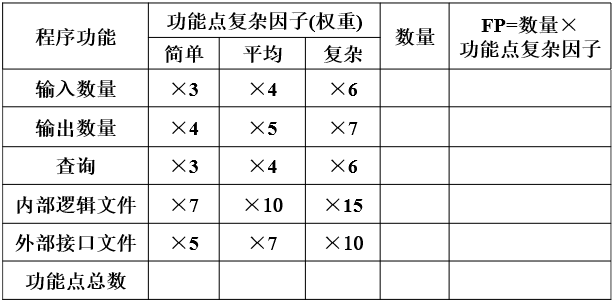 程序功能 功能点复杂因子(权重) 数量 FP=数量×
功能点复杂因子
简单 平均 复杂
输入数量 ×3 ×4 ×6
输出数量 ×4 ×5 ×7
查询 ×3 ×4 ×6
内部逻辑文件 ×7 ×10 ×15
外部接口文件 ×5 ×7 ×10
功能点总数